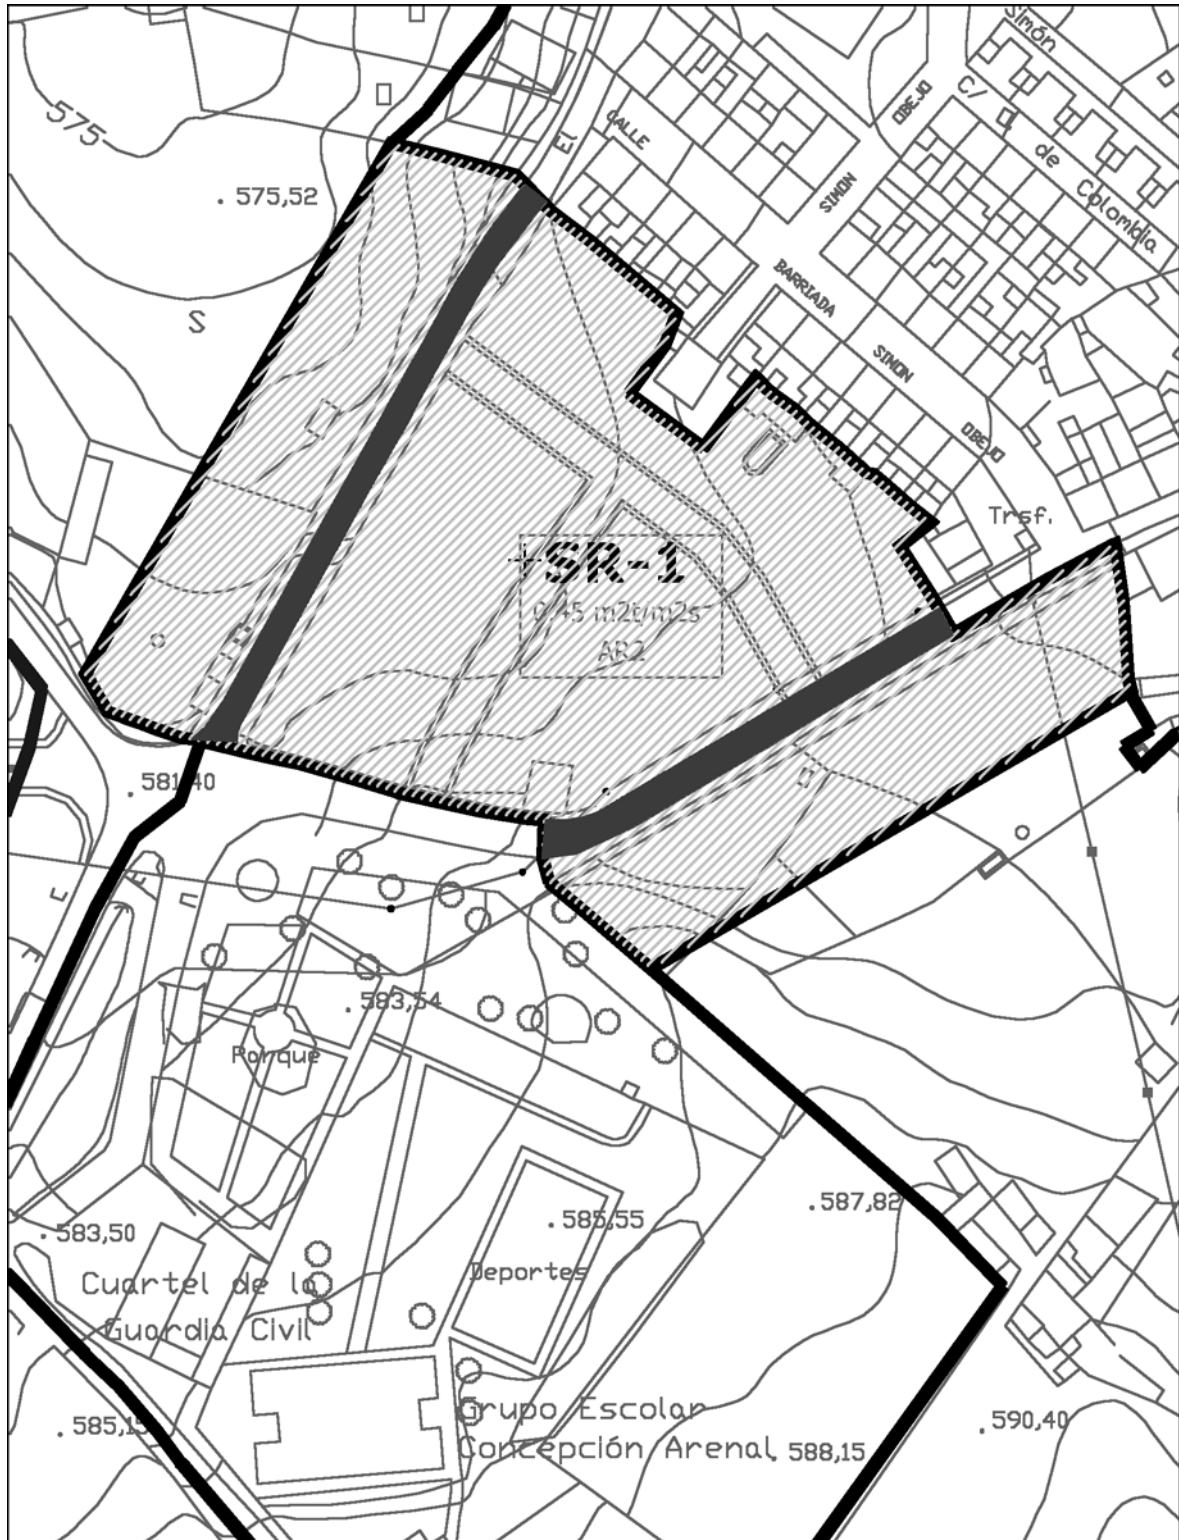 Simón
C/
de
Colombia
OBEJO
CALLE
El
575
575,52
SIMON
BARRIADA
S
SIMON
OBEJO
Trsf.
SR-1
0,45 m2t/m2s
AR2
581,40
583,54
Parque
587,82
585,55
583,50
Deportes
Cuartel de la
Guardia Civil
Grupo Escolar
Concepción Arenal
585,15
590,40
588,15